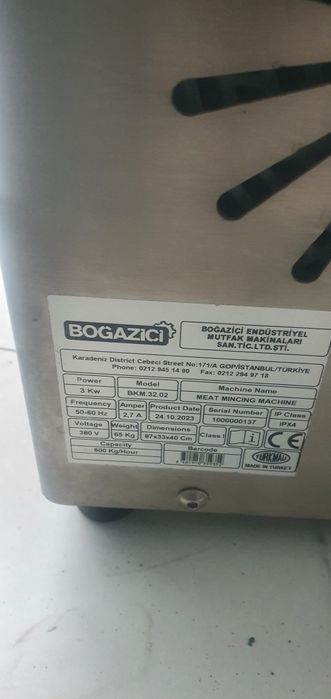 BOGAZİCİ
BOĞAZİÇİ ENDÜSTRİYEL
MUTFAK MAKİNALARI
SAN.TİC.LTD.ŞTİ.
Karadeniz District Cebeci Street No:171/A GOP/İSTANBUL/TÜRKİYE
Phone: 0212 945 14 90 Fax: 0212 294 97 18
Power Model Machine Name
3 Kw BKM.32.02 MEAT MINCING MACHINE
Frequency Amper Product Date Serial Number IP Class
50-60 Hz 2,7 A 24.10.2023 1000000137 IPX4
Voltage Weight Dimensions Class I i CE
380 V 65 Kg 97x33x40 Cm
Capacity Barcode
500 Kg/Hour
TÜRKMALI
MADE IN TURKEY